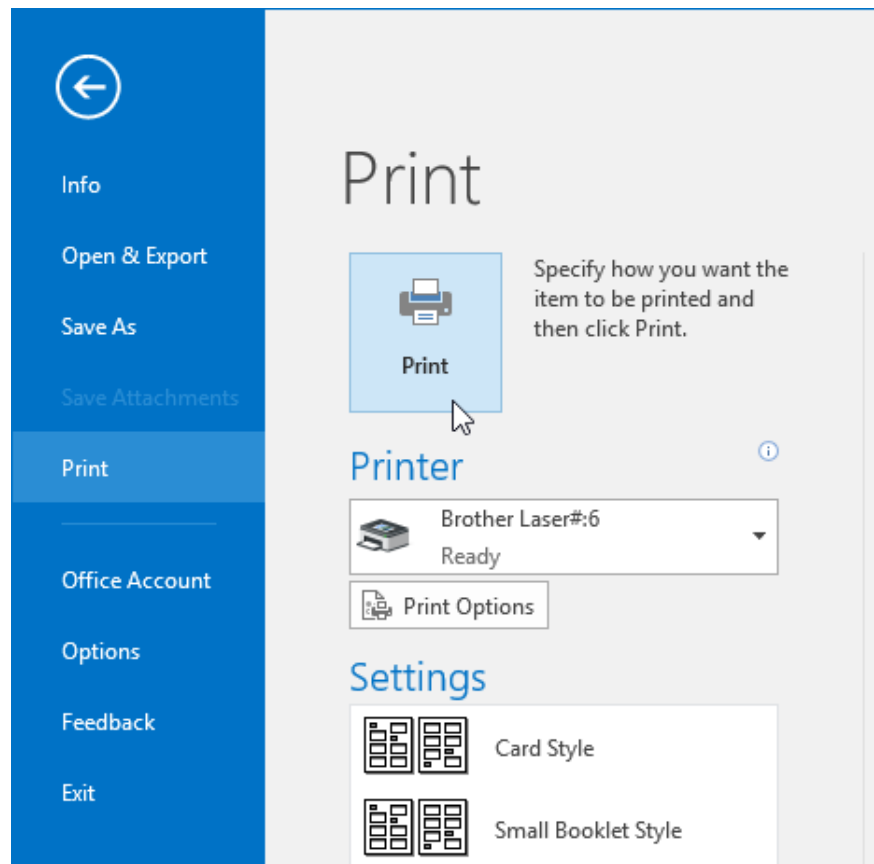 Info
Open & Export
Save As
Save Attachments
Print
Office Account
Options
Feedback
Exit
Print
Print
Specify how you want the
item to be printed and
then click Print.
Printer
Brother Laser#:6
Ready
Print Options
Settings
Card Style
Small Booklet Style